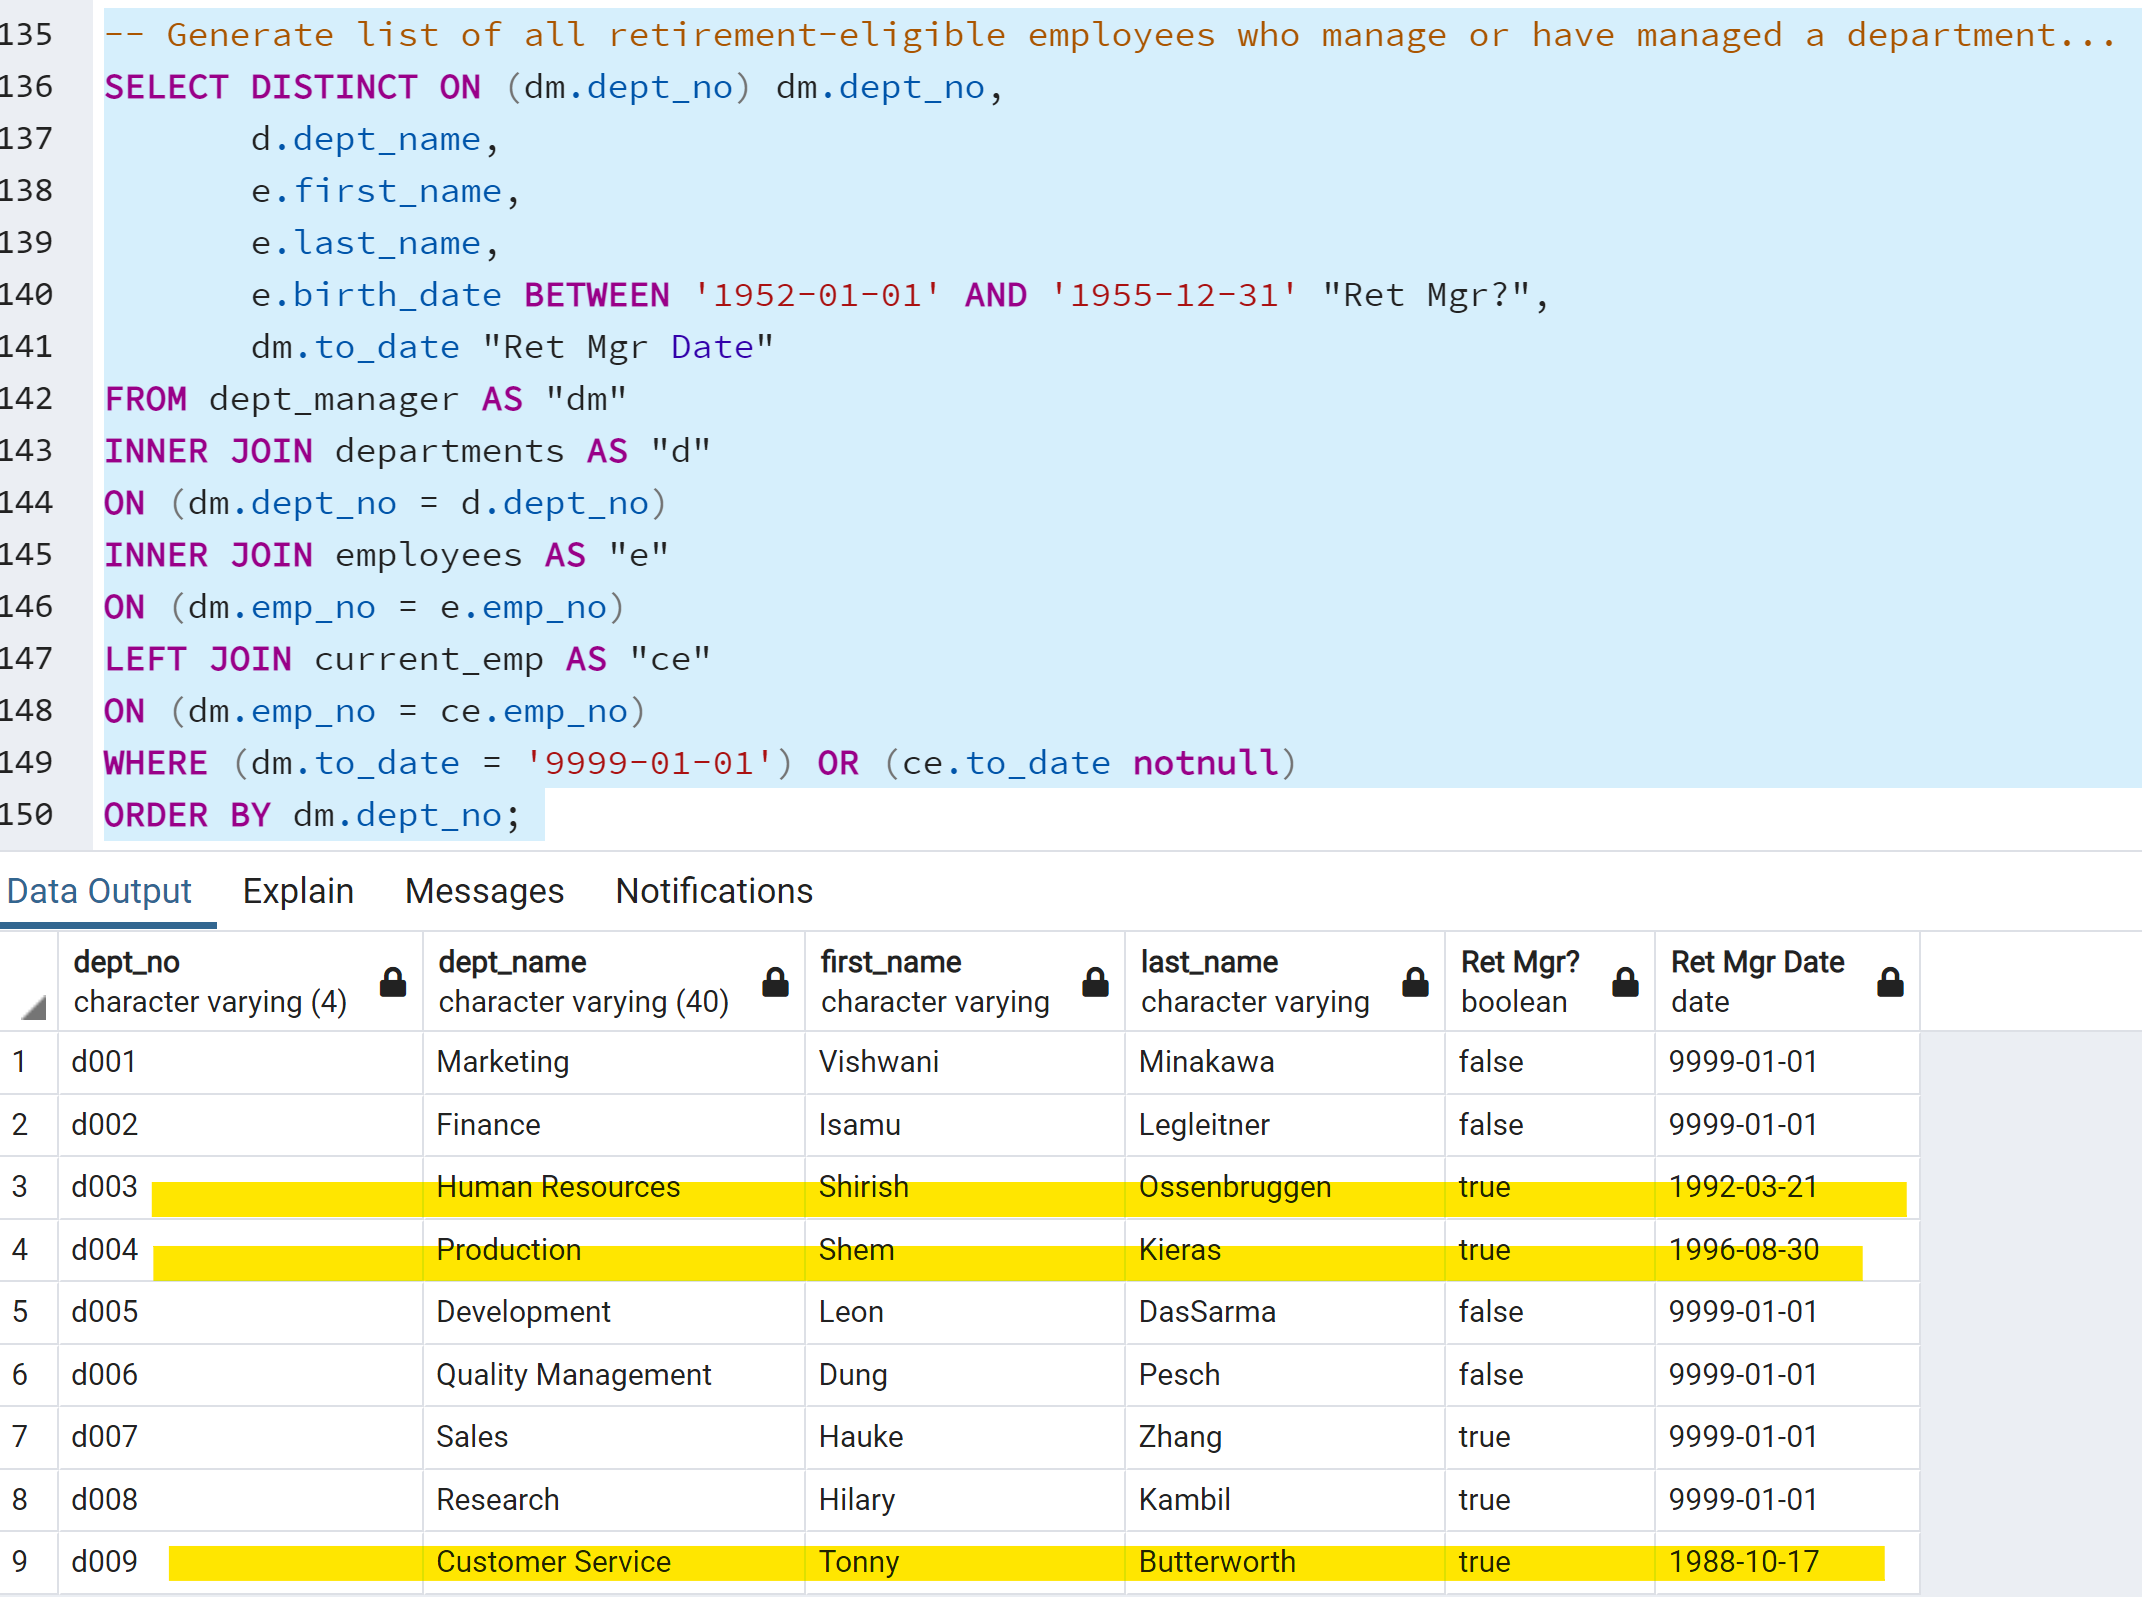 135 -- Generate list of all retirement-eligible employees who manage or have managed a department...
136 SELECT DISTINCT ON (dm.dept_no) dm.dept_no,
137 d.dept_name,
138 e.first_name,
139 e.last_name,
140 e.birth_date BETWEEN '1952-01-01' AND '1955-12-31' "Ret Mgr?",
141 dm.to_date "Ret Mgr Date"
142 FROM dept_manager AS "dm"
143 INNER JOIN departments AS "d"
144 ON (dm.dept_no = d.dept_no)
145 INNER JOIN employees AS "e"
146 ON (dm.emp_no = e.emp_no)
147 LEFT JOIN current_emp AS "ce"
148 ON (dm.emp_no = ce.emp_no)
149 WHERE (dm.to_date = '9999-01-01') OR (ce.to_date notnull)
150 ORDER BY dm.dept_no;
Data Output Explain Messages Notifications
dept_no dept_name first_name last_name Ret Mgr? Ret Mgr Date
character varying (4) character varying (40) character varying character varying boolean date
1 d001 Marketing Vishwani Minakawa false 9999-01-01
2 d002 Finance Isamu Legleitner false 9999-01-01
3 d003 Human Resources Shirish Ossenbruggen true 1992-03-21
4 d004 Production Shem Kieras true 1996-08-30
5 d005 Development Leon DasSarma false 9999-01-01
6 d006 Quality Management Dung Pesch false 9999-01-01
7 d007 Sales Hauke Zhang true 9999-01-01
8 d008 Research Hilary Kambil true 9999-01-01
9 d009 Customer Service Tonny Butterworth true 1988-10-17